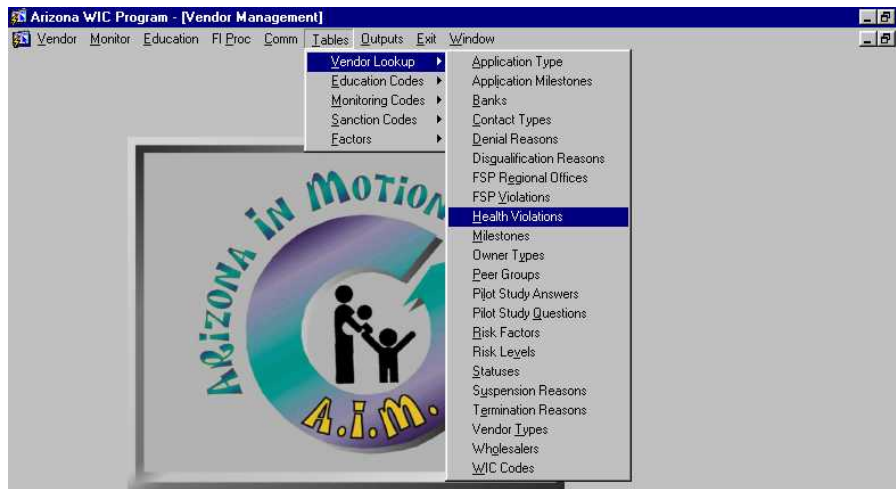 Arizona WIC Program - [Vendor Management]
Vendor Monitor Education FI Proc Comm Tables Outputs Exit Window
Vendor Lookup
Education Codes
Monitoring Codes
Sanction Codes
Factors
Application Type
Application Milestones
Banks
Contact Types
Denial Reasons
Disqualification Reasons
FSP Regional Offices
FSP Violations
Health Violations
Milestones
Owner Types
Peer Groups
Pilot Study Answers
Pilot Study Questions
Risk Factors
Risk Levels
Statuses
Suspension Reasons
Termination Reasons
Vendor Types
Wholesalers
WIC Codes
ARizONA iN MOTiON
A.i.M.